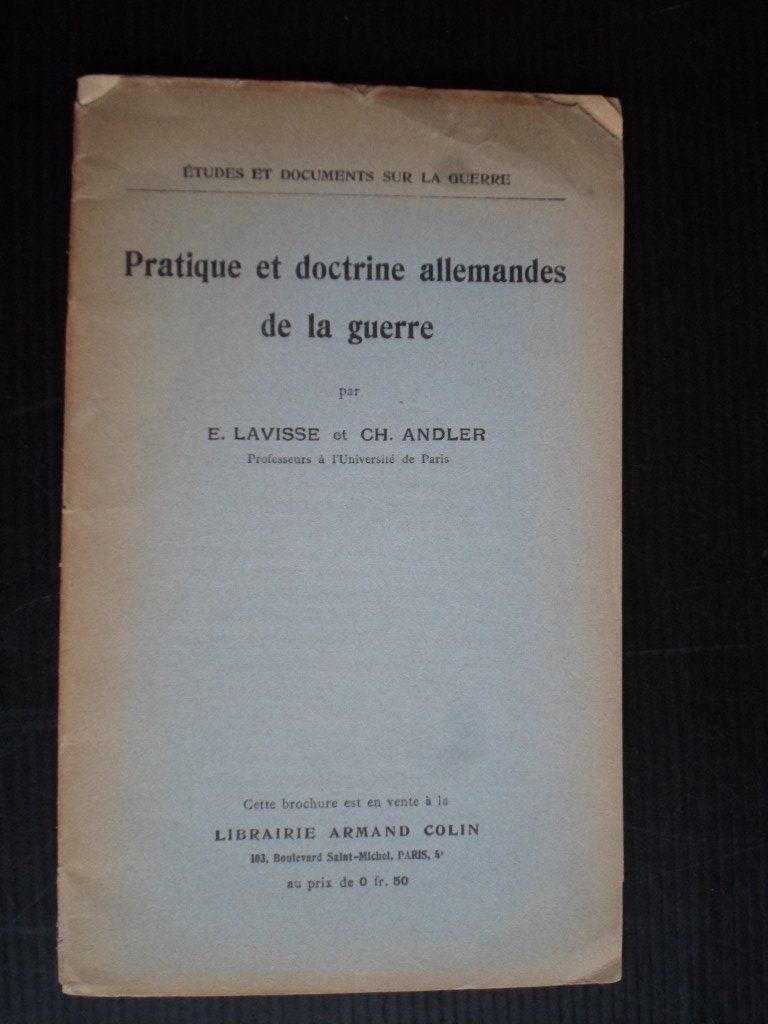 ÉTUDES ET DOCUMENTS SUR LA GUERRE
Pratique et doctrine allemandes
de la guerre
par
E. LAVISSE et CH. ANDLER
Professeurs à l'Université de Paris
Cette brochure est en vente à la
LIBRAIRIE ARMAND COLIN
103, Boulevard Saint-Michel, PARIS, 5ᵉ
au prix de 0 fr. 50